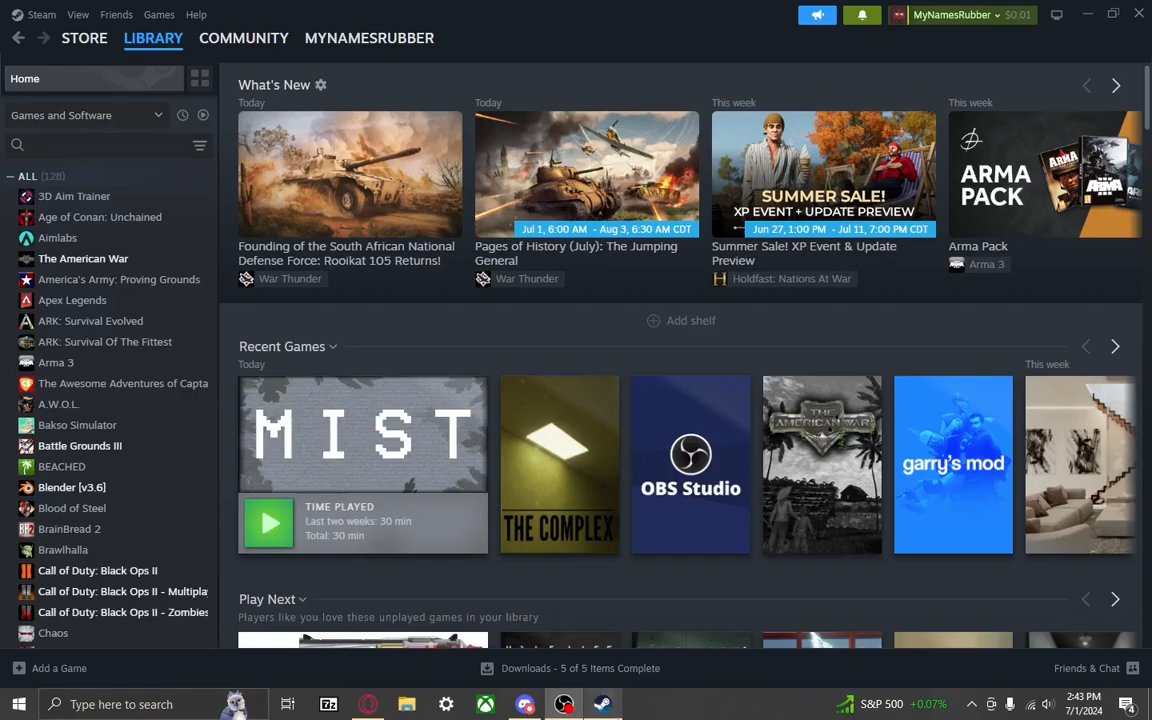 Steam View Friends Games Help
MyNamesRubber $0.01
STORE LIBRARY COMMUNITY MYNAMESRUBBER
Home
Games and Software
ALL (128)
3D Aim Trainer
Age of Conan: Unchained
Aimlabs
The American War
America's Army: Proving Grounds
Apex Legends
ARK: Survival Evolved
ARK: Survival Of The Fittest
Arma 3
The Awesome Adventures of Capta
A.W.O.L.
Bakso Simulator
Battle Grounds III
BEACHED
Blender [v3.6]
Blood of Steel
BrainBread 2
Brawlhalla
Call of Duty: Black Ops II
Call of Duty: Black Ops II - Multipla
Call of Duty: Black Ops II - Zombies
Chaos
What's New
Today
Today
This week
This week
Jul 1, 6:00 AM - Aug 3, 6:30 AM CDT
SUMMER SALE!
XP EVENT + UPDATE PREVIEW
Jun 27, 1:00 PM - Jul 11, 7:00 PM CDT
ARMA
PACK
Founding of the South African National
Defense Force: Rooikat 105 Returns!
War Thunder
Pages of History (July): The Jumping
General
War Thunder
Summer Sale! XP Event & Update
Preview
Holdfast: Nations At War
Arma Pack
Arma 3
Add shelf
Recent Games
Today
This week
MIST
TIME PLAYED
Last two weeks: 30 min
Total: 30 min
THE COMPLEX
OBS Studio
THE
AMERICAN WAR
garry's mod
Play Next
Players like you love these unplayed games in your library
Add a Game
Downloads - 5 of 5 Items Complete
Friends & Chat
Type here to search
S&P 500 +0.07%
2:43 PM
7/1/2024
4